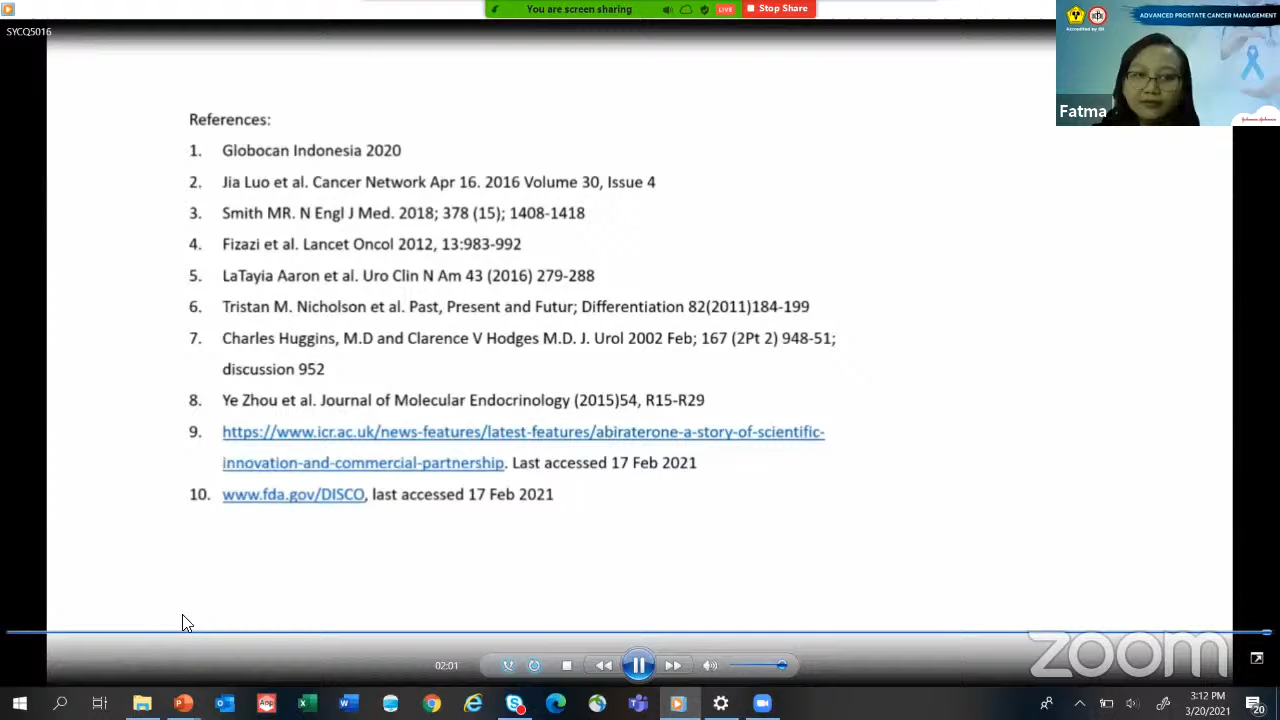 You are screen sharing
LIVE
Stop Share
SYCQ5016
ADVANCED PROSTATE CANCER MANAGEMENT
Accredited by IDI
Fatma
References:
1. Globocan Indonesia 2020
2. Jia Luo et al. Cancer Network Apr 16. 2016 Volume 30, Issue 4
3. Smith MR. N Engl J Med. 2018; 378 (15); 1408-1418
4. Fizazi et al. Lancet Oncol 2012, 13:983-992
5. LaTayia Aaron et al. Uro Clin N Am 43 (2016) 279-288
6. Tristan M. Nicholson et al. Past, Present and Futur; Differentiation 82(2011)184-199
7. Charles Huggins, M.D and Clarence V Hodges M.D. J. Urol 2002 Feb; 167 (2Pt 2) 948-51;
discussion 952
8. Ye Zhou et al. Journal of Molecular Endocrinology (2015)54, R15-R29
9. https://www.icr.ac.uk/news-features/latest-features/abiraterone-a-story-of-scientific-
innovation-and-commercial-partnership. Last accessed 17 Feb 2021
10. www.fda.gov/DISCO, last accessed 17 Feb 2021
02:01
zoom
3:12 PM
3/20/2021
20